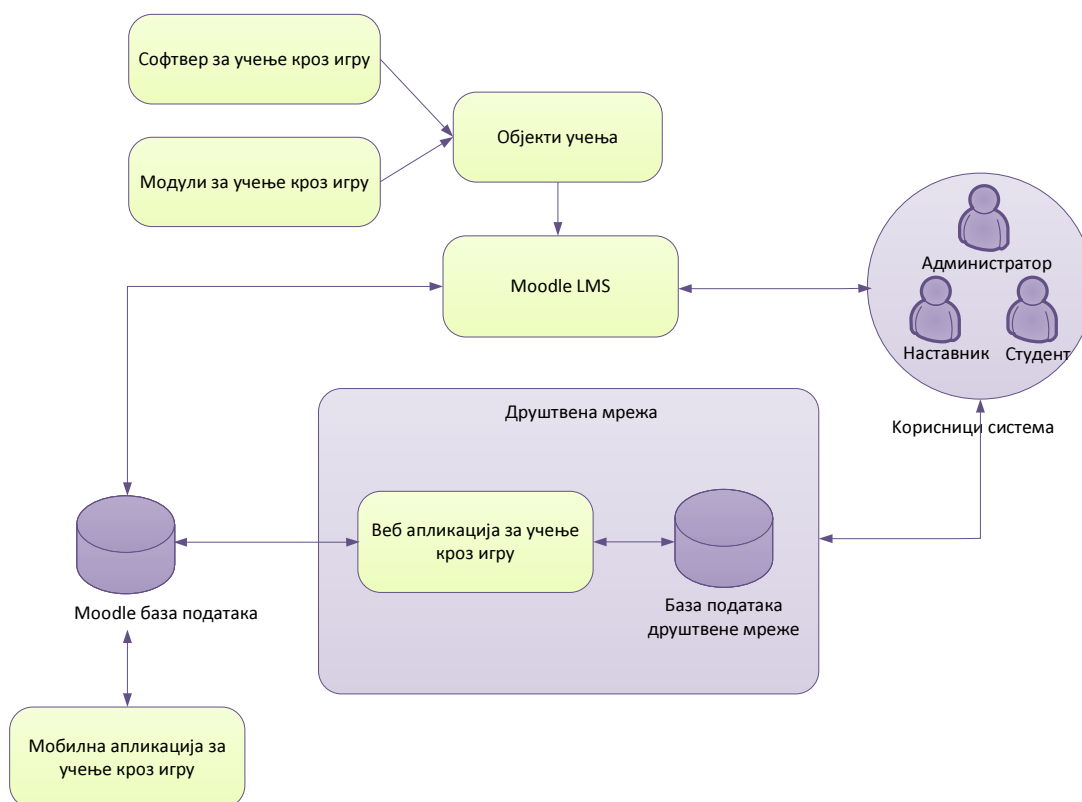 Софтвер за учење кроз игру
Објекти учења
Модули за учење кроз игру
Администратор
Moodle LMS
Наставник
Студент
Друштвена мрежа
Корисници система
Веб апликација за учење
кроз игру
База података
друштвене мреже
Moodle база података
Мобилна апликација за
учење кроз игру